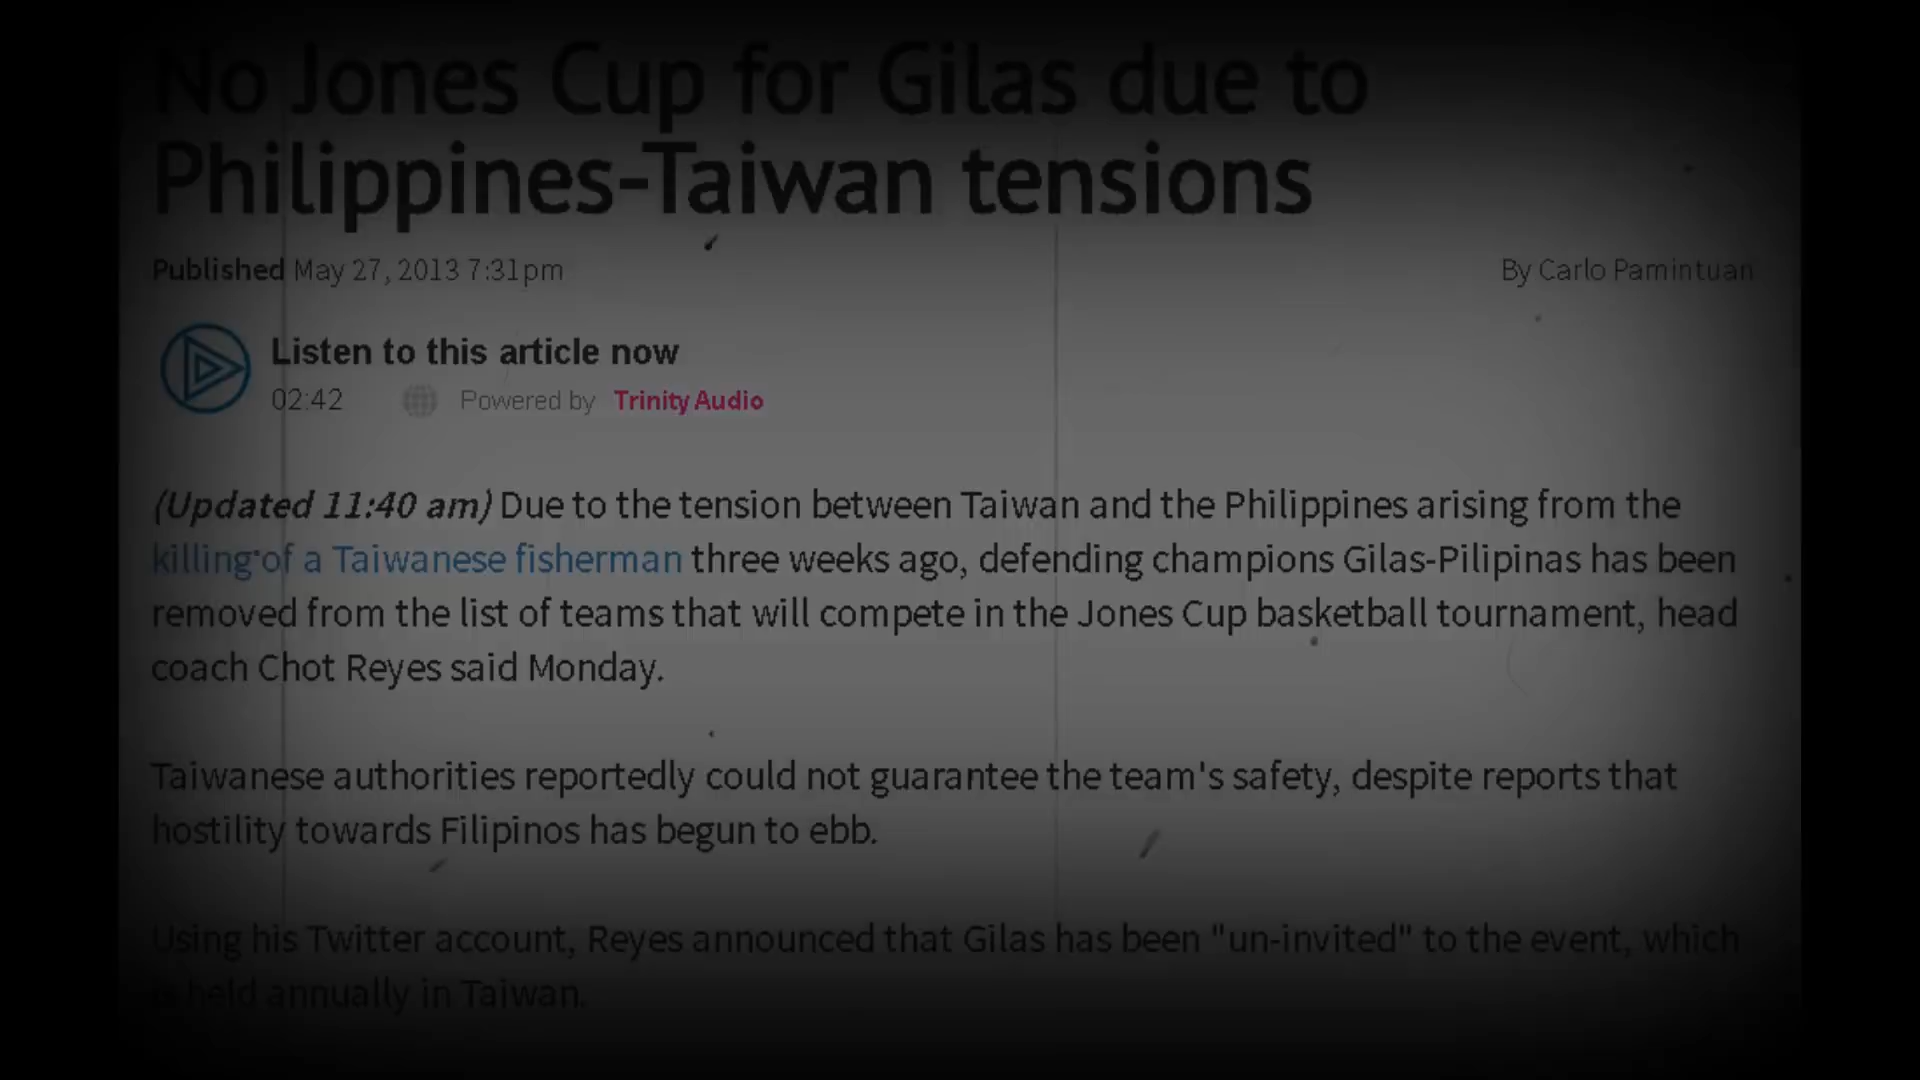 No Jones Cup for Gilas due to
Philippines-Taiwan tensions
Published May 27, 2013 7:31pm
By Carlo Pamintuan
Listen to this article now
02:42 Powered by Trinity Audio
(Updated 11:40 am) Due to the tension between Taiwan and the Philippines arising from the
killing of a Taiwanese fisherman three weeks ago, defending champions Gilas-Pilipinas has been
removed from the list of teams that will compete in the Jones Cup basketball tournament, head
coach Chot Reyes said Monday.
Taiwanese authorities reportedly could not guarantee the team's safety, despite reports that
hostility towards Filipinos has begun to ebb.
Using his Twitter account, Reyes announced that Gilas has been "un-invited" to the event, which
is held annually in Taiwan.